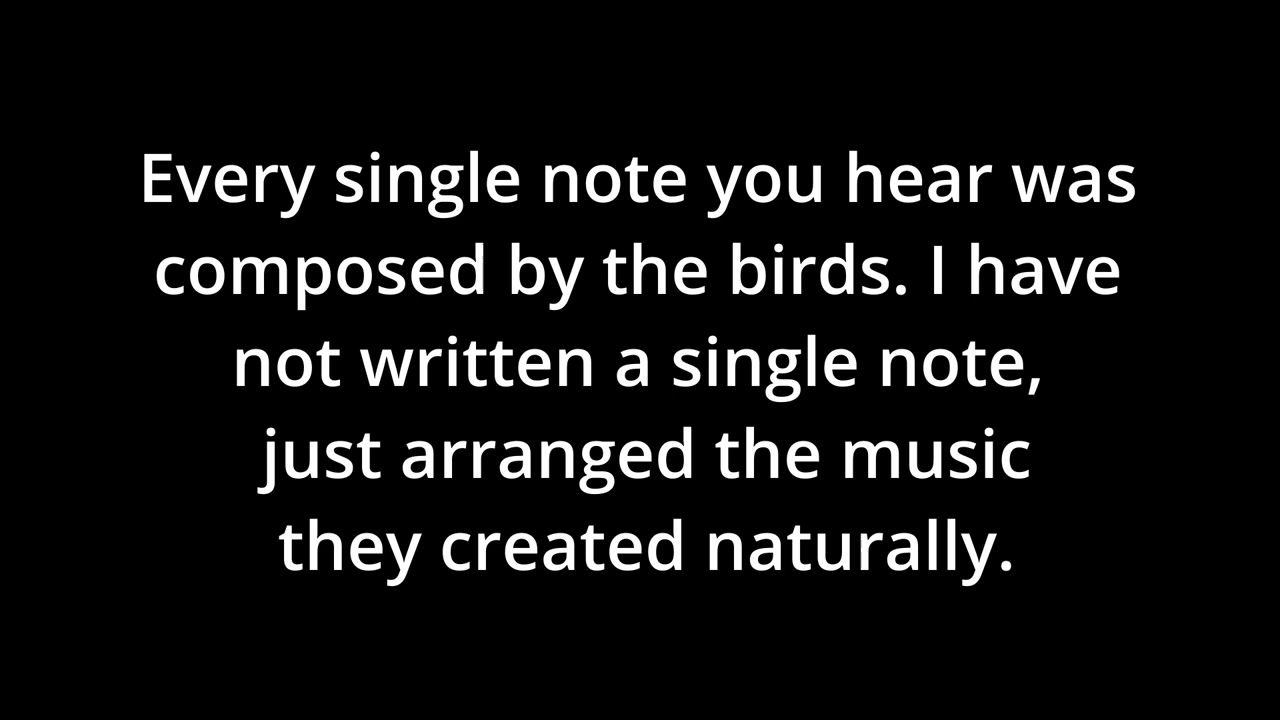 Every single note you hear was
composed by the birds. I have
not written a single note,
just arranged the music
they created naturally.